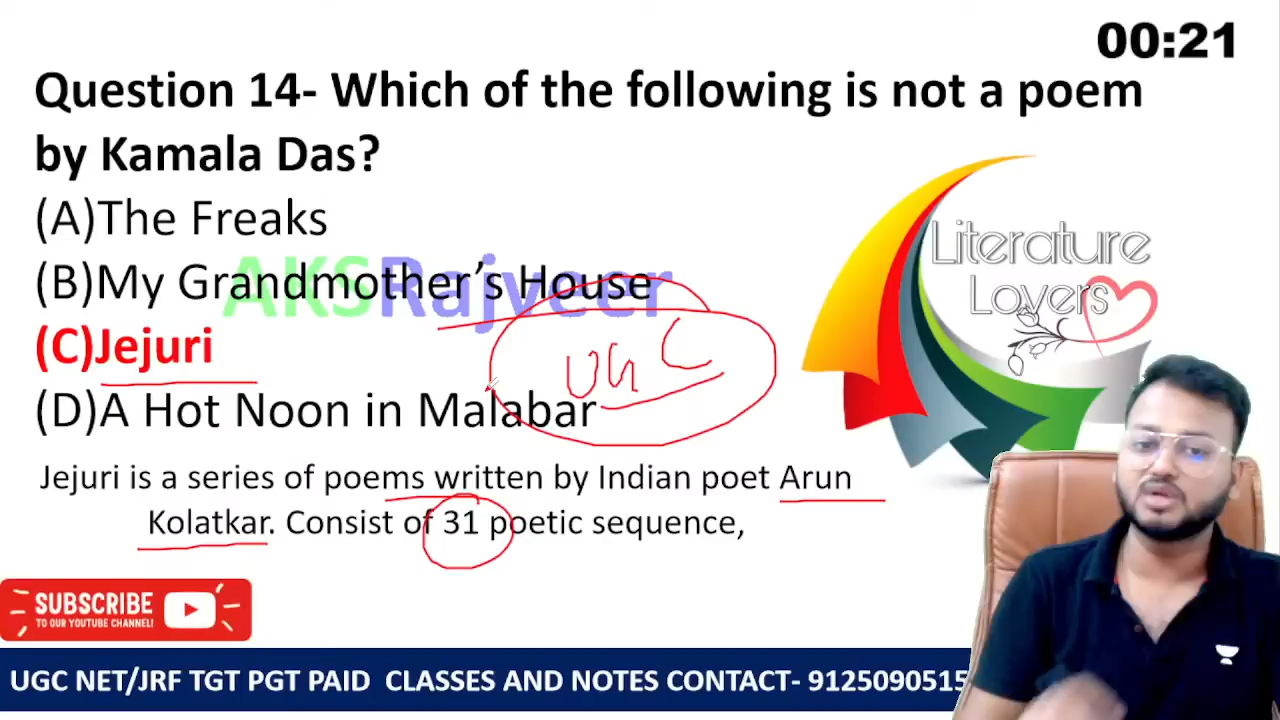 00:21
Question 14- Which of the following is not a poem
by Kamala Das?
(A)The Freaks
(B)My Grandmother's House
AKSRajveer
(C)Jejuri
(D)A Hot Noon in Malabar
UGC
Literature
Lovers
Jejuri is a series of poems written by Indian poet Arun
Kolatkar. Consist of 31 poetic sequence,
SUBSCRIBE
TO OUR YOUTUBE CHANNEL!
UGC NET/JRF TGT PGT PAID CLASSES AND NOTES CONTACT- 9125090515